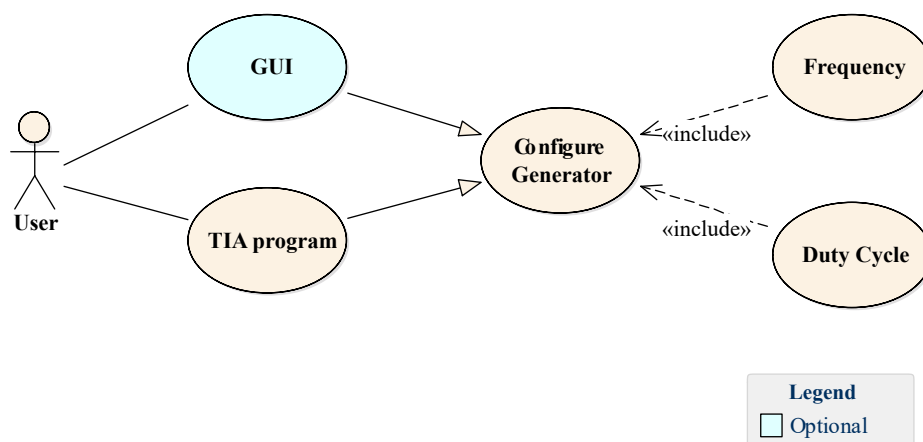 GUI
Frequency
Configure
Generator
«include»
User
TIA program
«include»
Duty Cycle
Legend
Optional